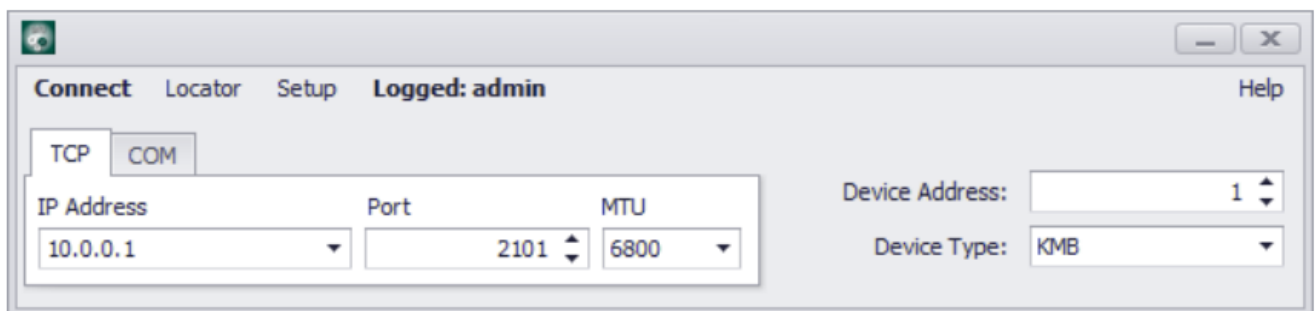 Connect Locator Setup Logged: admin Help
TCP COM
IP Address Port MTU
10.0.0.1 2101 6800
Device Address: 1
Device Type: KMB